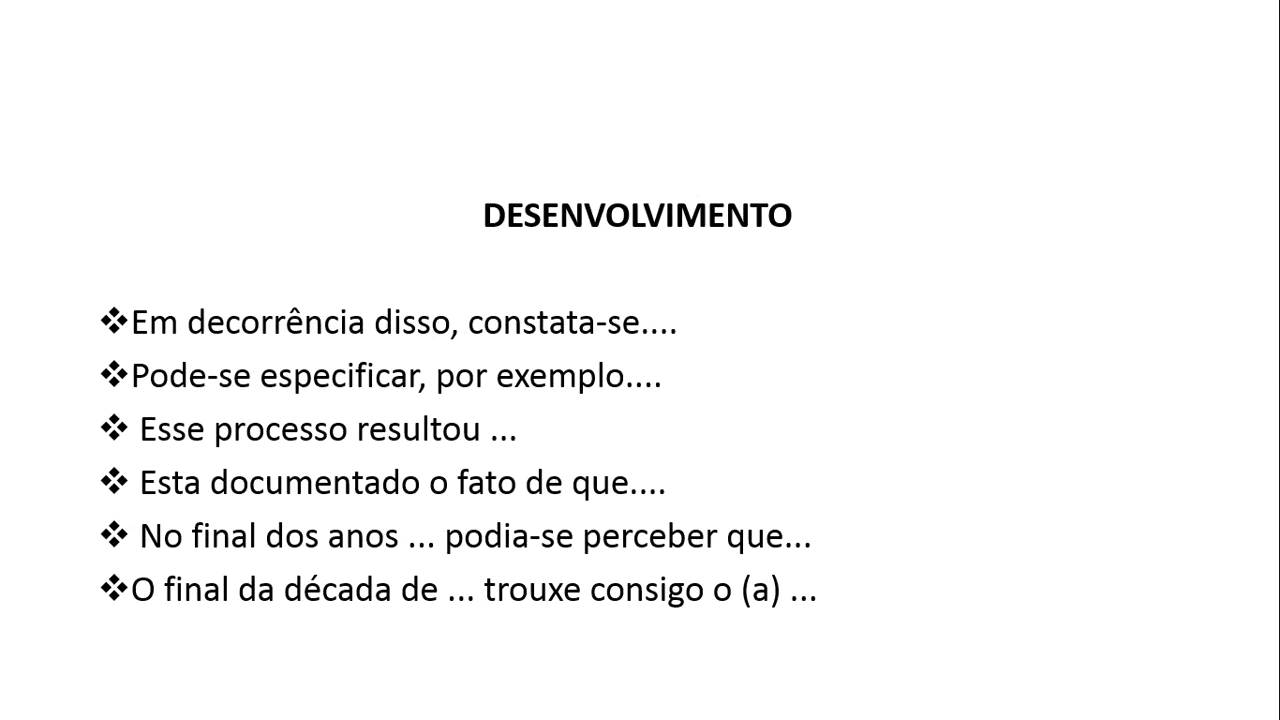 DESENVOLVIMENTO
❖Em decorrência disso, constata-se....
❖Pode-se especificar, por exemplo....
❖ Esse processo resultou ...
❖ Esta documentado o fato de que....
❖ No final dos anos ... podia-se perceber que...
❖O final da década de ... trouxe consigo o (a) ...